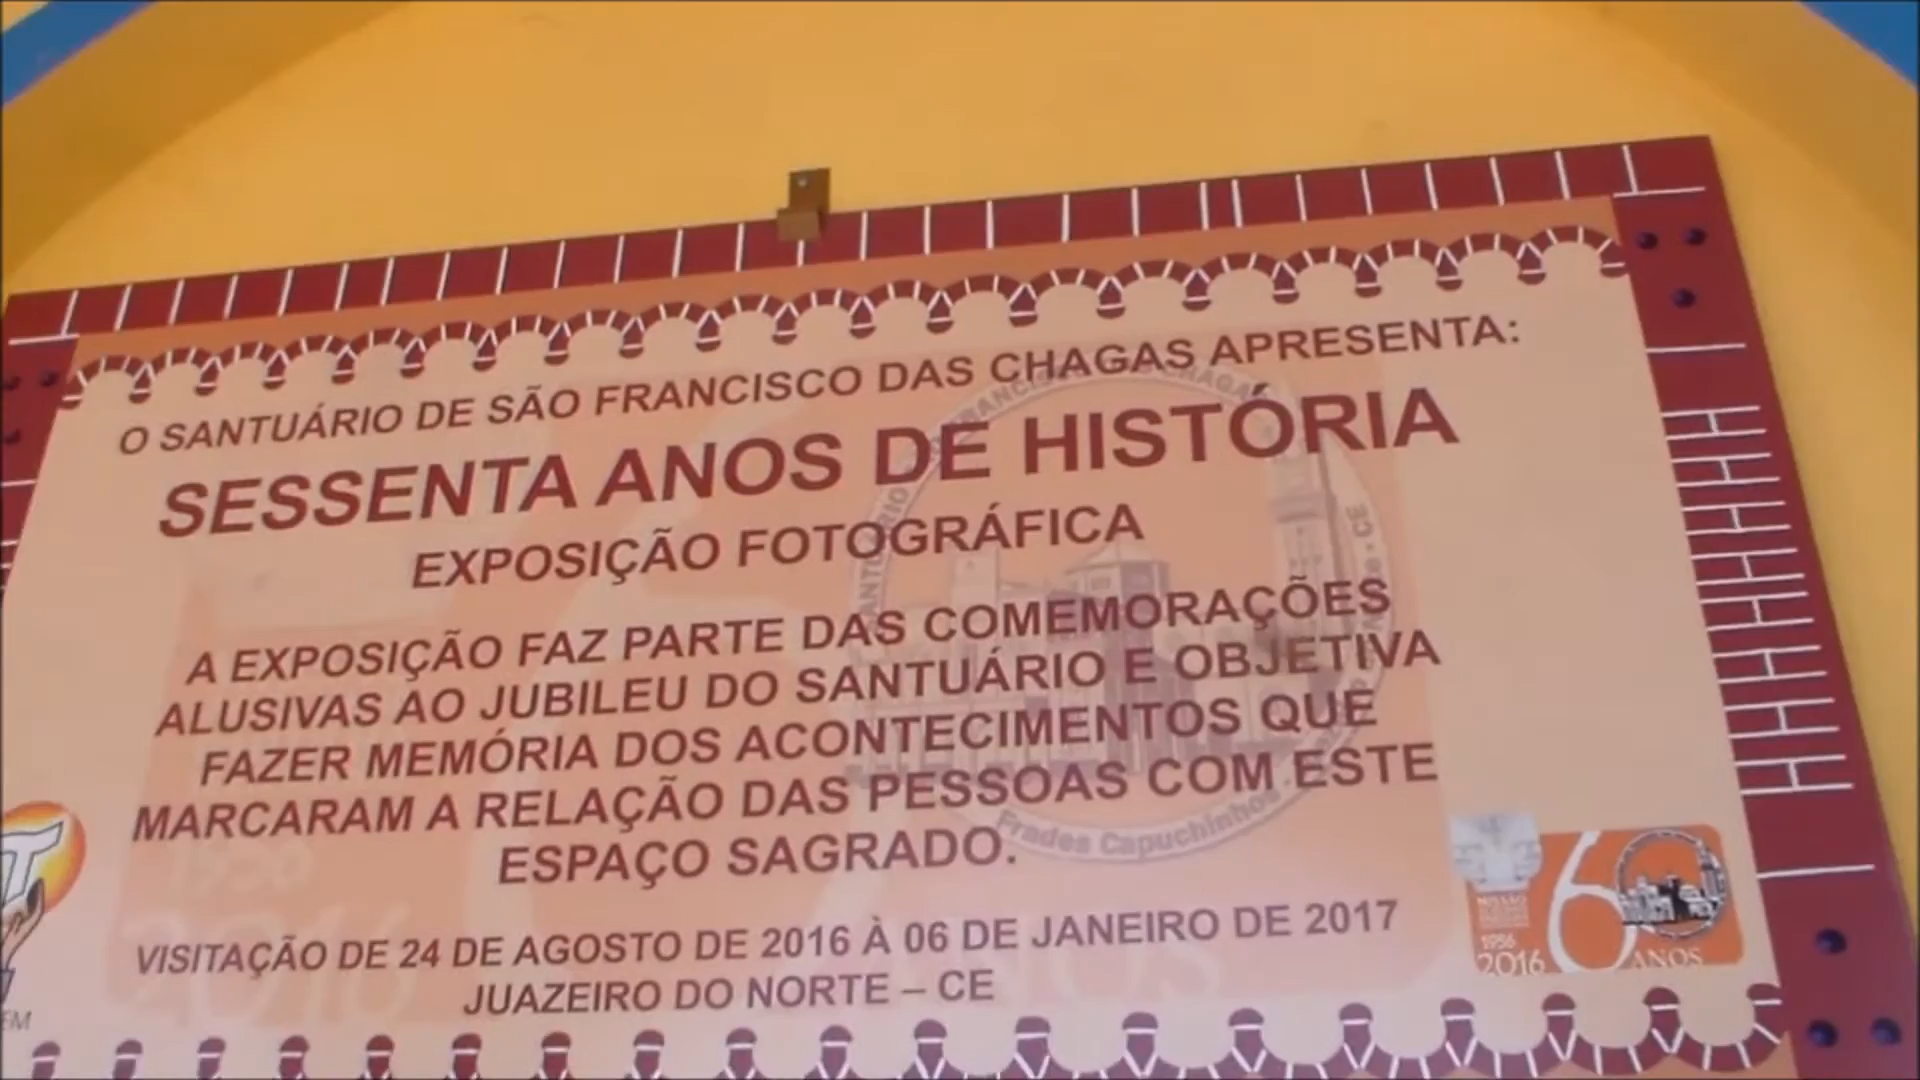 O SANTUÁRIO DE SÃO FRANCISCO DAS CHAGAS APRESENTA:
SESSENTA ANOS DE HISTÓRIA
EXPOSIÇÃO FOTOGRÁFICA
A EXPOSIÇÃO FAZ PARTE DAS COMEMORAÇÕES
ALUSIVAS AO JUBILEU DO SANTUÁRIO E OBJETIVA
FAZER MEMÓRIA DOS ACONTECIMENTOS QUE
MARCARAM A RELAÇÃO DAS PESSOAS COM ESTE
ESPAÇO SAGRADO.
Frades Capuchinhos
1956
2016
60
ANOS
VISITAÇÃO DE 24 DE AGOSTO DE 2016 À 06 DE JANEIRO DE 2017
JUAZEIRO DO NORTE – CE